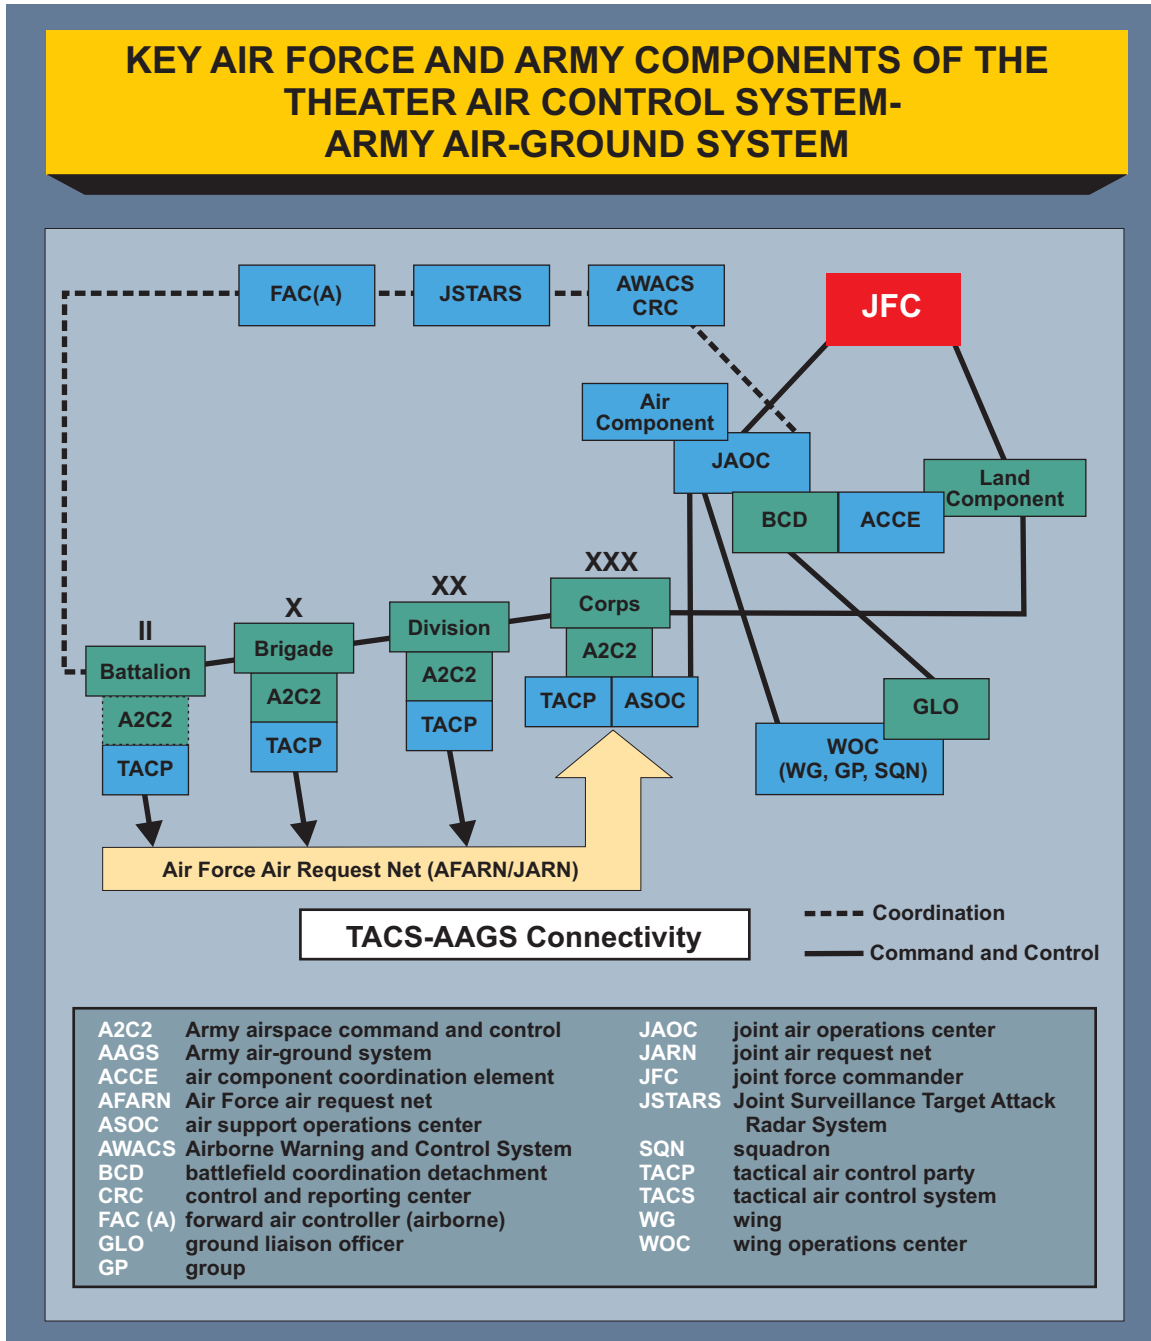 KEY AIR FORCE AND ARMY COMPONENTS OF THE
THEATER AIR CONTROL SYSTEM-
ARMY AIR-GROUND SYSTEM
FAC(A)
JSTARS
AWACS
CRC
JFC
Air
Component
JAOC
Land
Component
BCD
ACCE
XXX
Corps
A2C2
TACP
ASOC
XX
Division
A2C2
TACP
X
Brigade
A2C2
TACP
II
Battalion
A2C2
TACP
GLO
WOC
(WG, GP, SQN)
Air Force Air Request Net (AFARN/JARN)
TACS-AAGS Connectivity
Coordination
Command and Control
A2C2 Army airspace command and control
AAGS Army air-ground system
ACCE air component coordination element
AFARN Air Force air request net
ASOC air support operations center
AWACS Airborne Warning and Control System
BCD battlefield coordination detachment
CRC control and reporting center
FAC (A) forward air controller (airborne)
GLO ground liaison officer
GP group
JAOC joint air operations center
JARN joint air request net
JFC joint force commander
JSTARS Joint Surveillance Target Attack
Radar System
SQN squadron
TACP tactical air control party
TACS tactical air control system
WG wing
WOC wing operations center